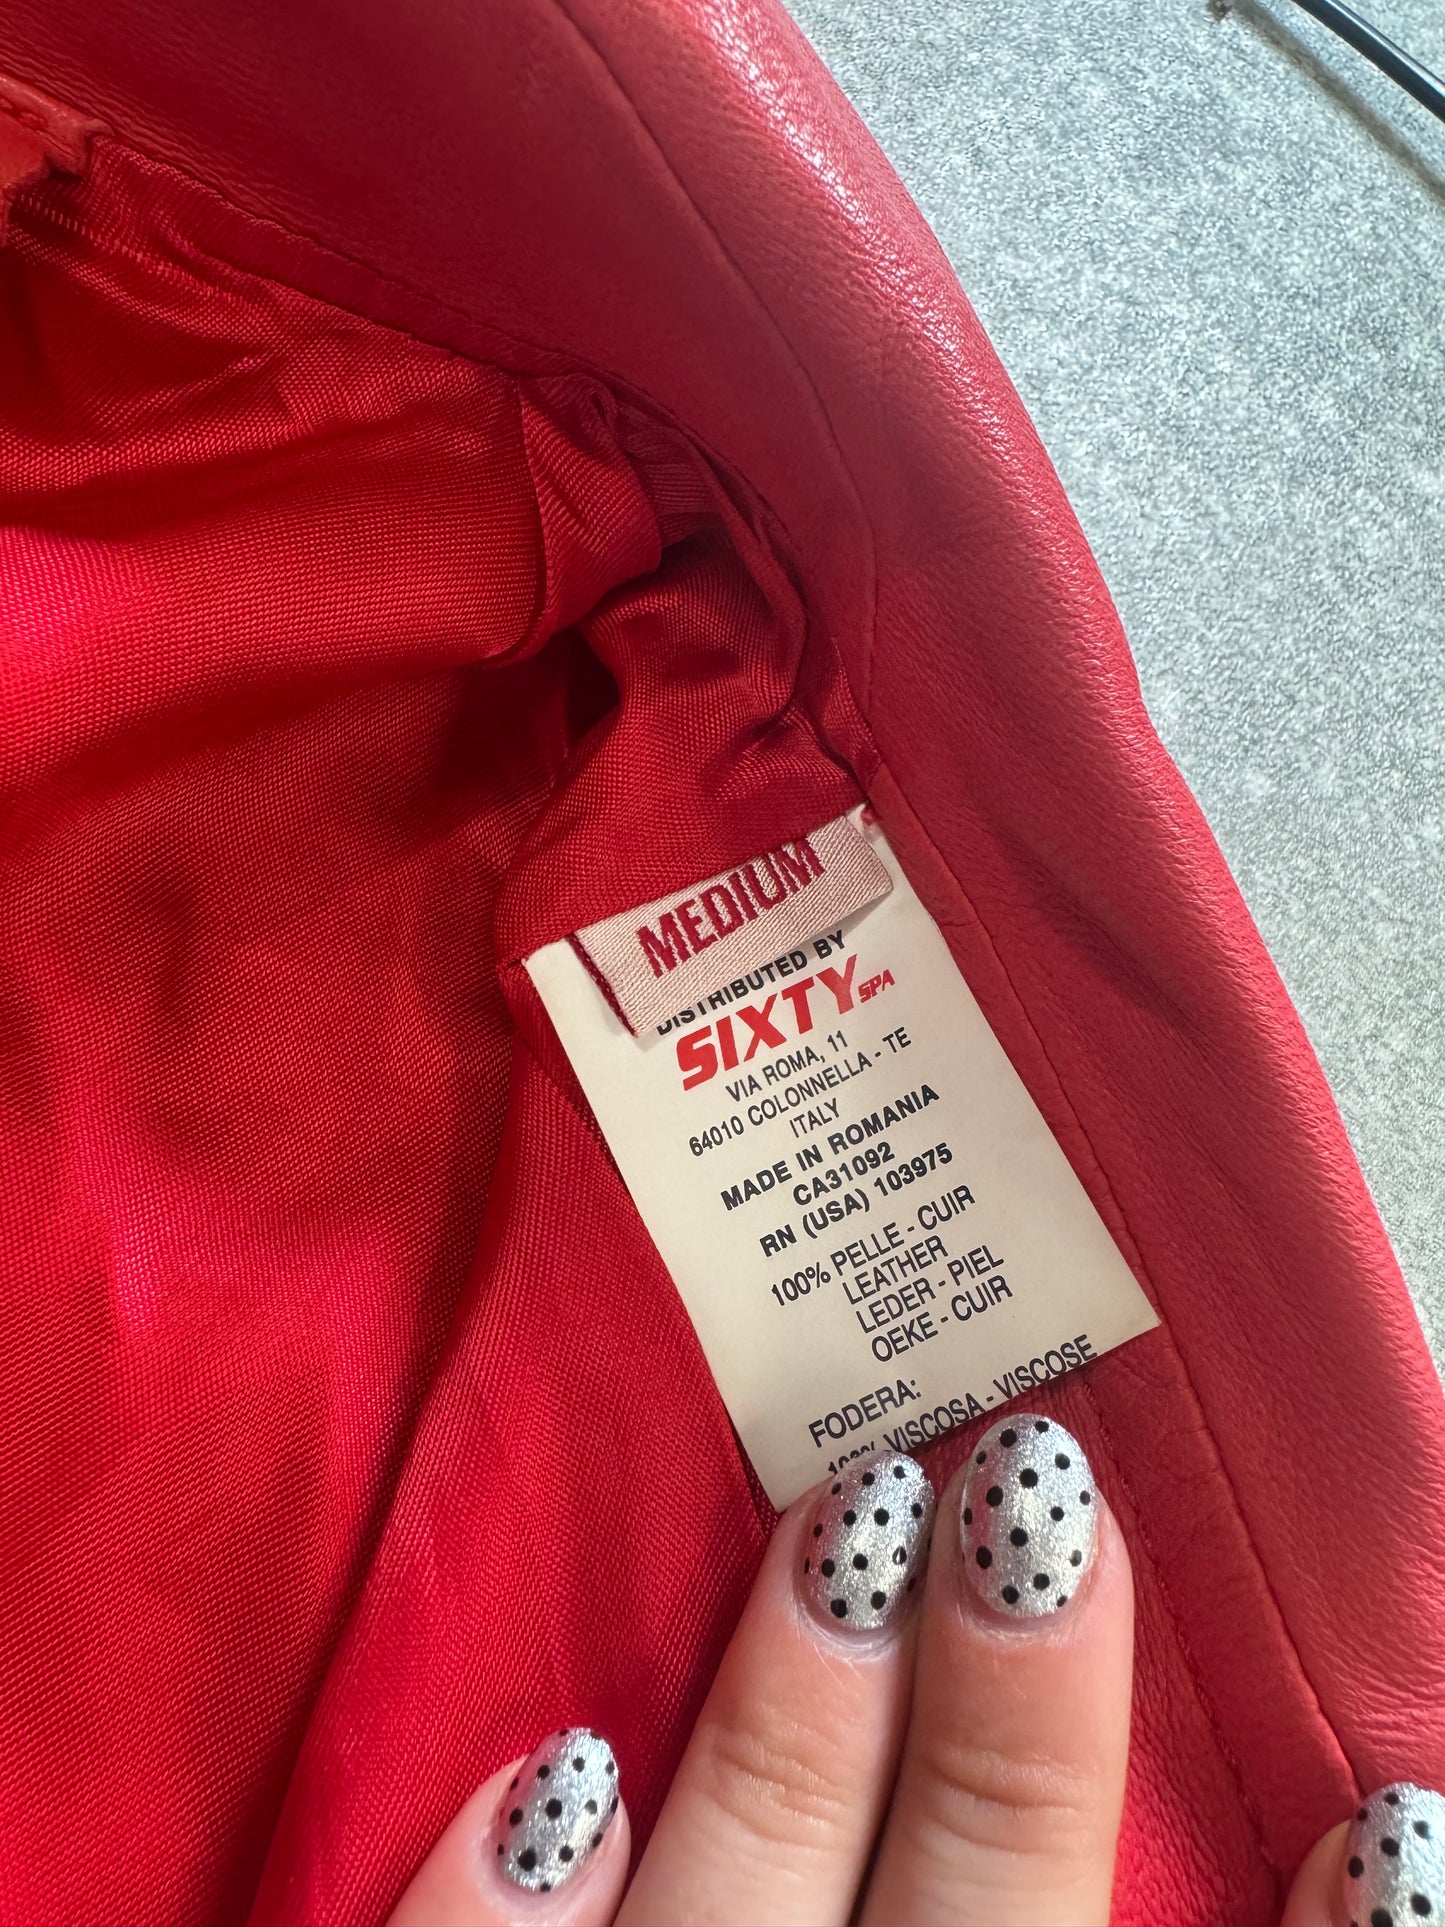 MEDIUM
DISTRIBUTED BY
SIXTY SPA
VIA ROMA, 11
64010 COLONNELLA - TE
ITALY
MADE IN ROMANIA
CA31092
RN (USA) 103975
100% PELLE - CUIR
LEATHER
LEDER - PIEL
OEKE - CUIR
FODERA:
100% VISCOSA - VISCOSE